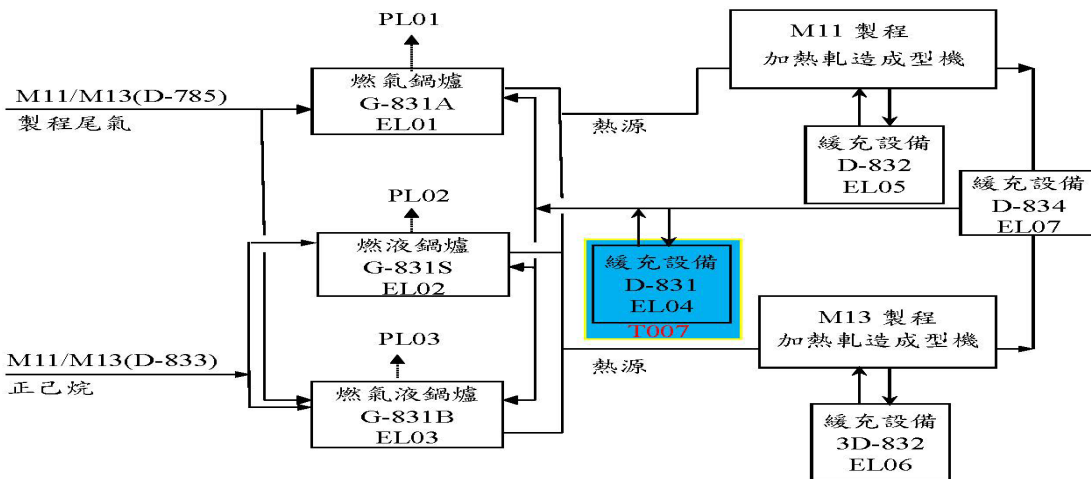 PL01
燃氣鍋爐
G-831A
EL01
M11/M13(D-785)
製程尾氣
M11 製程
加熱軋造成型機
熱源
緩充設備
D-832
EL05
緩充設備
D-834
EL07
PL02
燃液鍋爐
G-831S
EL02
緩充設備
D-831
EL04
T007
M13 製程
加熱軋造成型機
熱源
M11/M13(D-833)
正己烷
PL03
燃氣液鍋爐
G-831B
EL03
緩充設備
3D-832
EL06